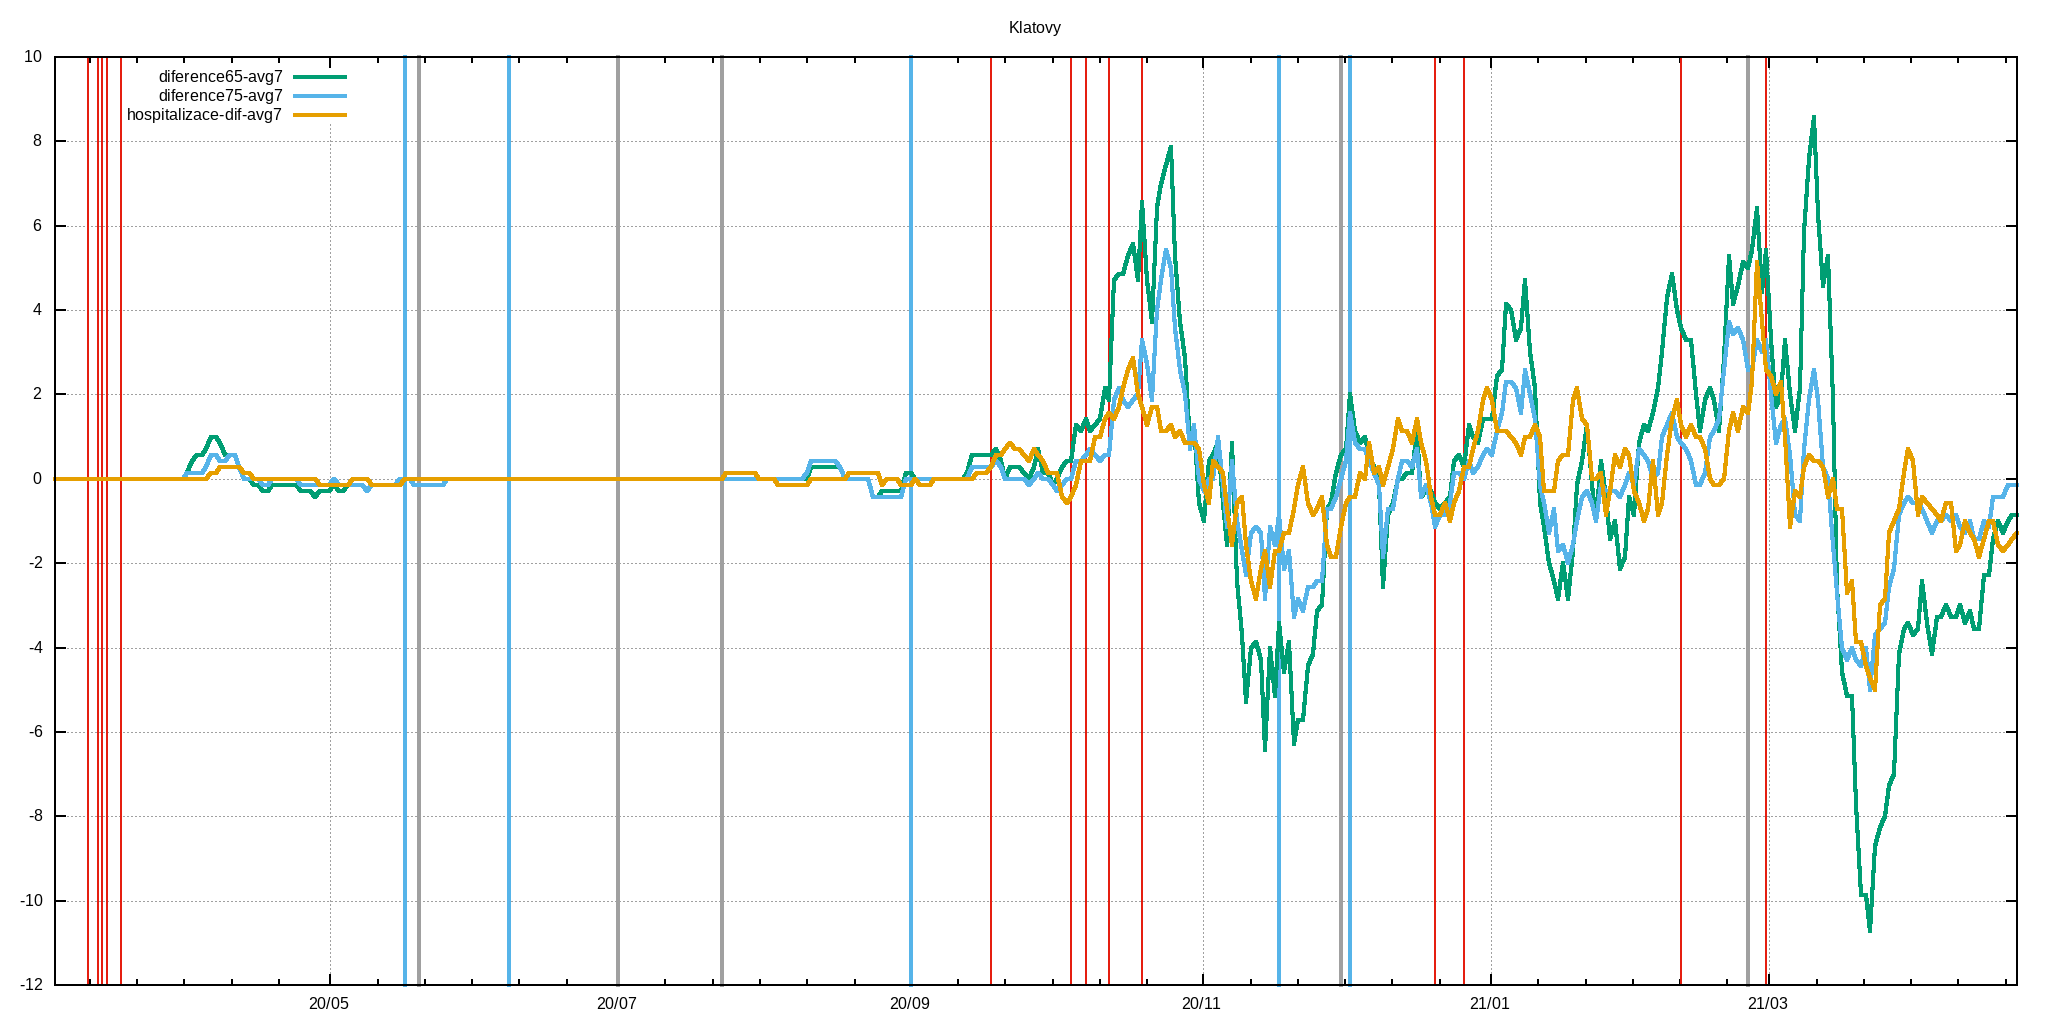 Klatovy
diference65-avg7
diference75-avg7
hospitalizace-dif-avg7
10
8
6
4
2
0
-2
-4
-6
-8
-10
-12
20/05 20/07 20/09 20/11 21/01 21/03